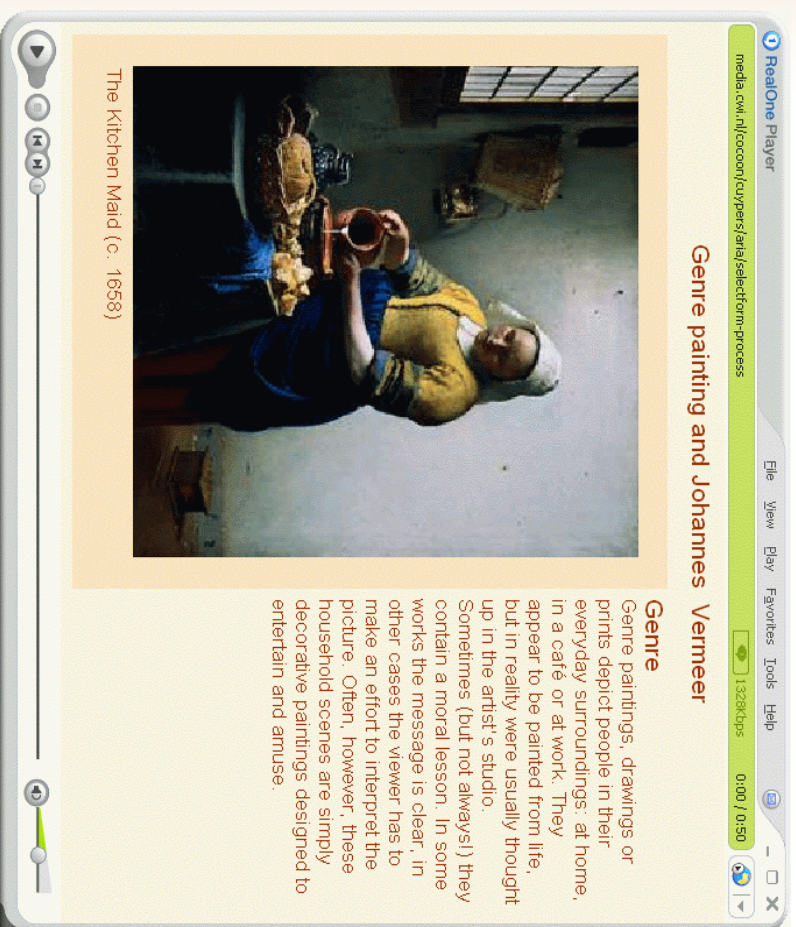 RealOne Player
File View Play Favorites Tools Help
media.cwi.nl/cocoon/cuypers/aria/selectform-process
1328Kbps
0:00 / 0:50
Genre painting and Johannes Vermeer
The Kitchen Maid (c. 1658)
Genre
Genre paintings, drawings or
prints depict people in their
everyday surroundings: at home,
in a café or at work. They
appear to be painted from life,
but in reality were usually thought
up in the artist's studio.
Sometimes (but not always!) they
contain a moral lesson. In some
works the message is clear, in
other cases the viewer has to
make an effort to interpret the
picture. Often, however, these
household scenes are simply
decorative paintings designed to
entertain and amuse.